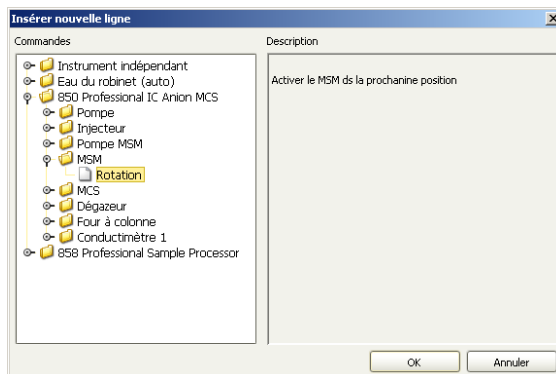 Insérer nouvelle ligne
Commandes
Description
Instrument indépendant
Eau du robinet (auto)
850 Professional IC Anion MCS
Pompe
Injecteur
Pompe MSM
MSM
Rotation
MCS
Dégazeur
Four à colonne
Conductimètre 1
858 Professional Sample Processor
Activer le MSM ds la prochanine position
OK
Annuler